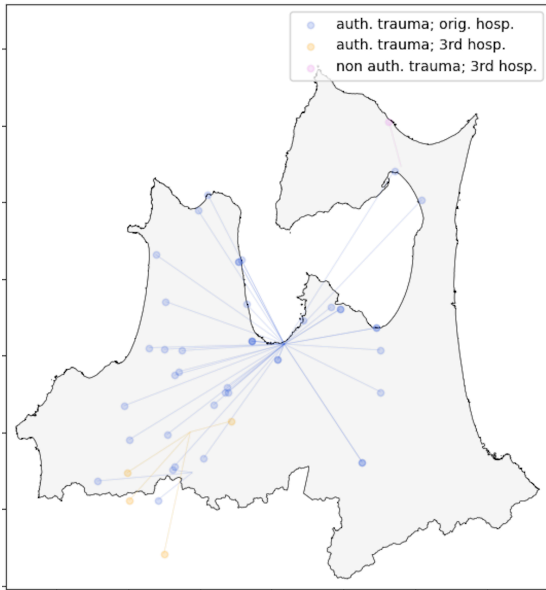 auth. trauma; orig. hosp.
auth. trauma; 3rd hosp.
non auth. trauma; 3rd hosp.